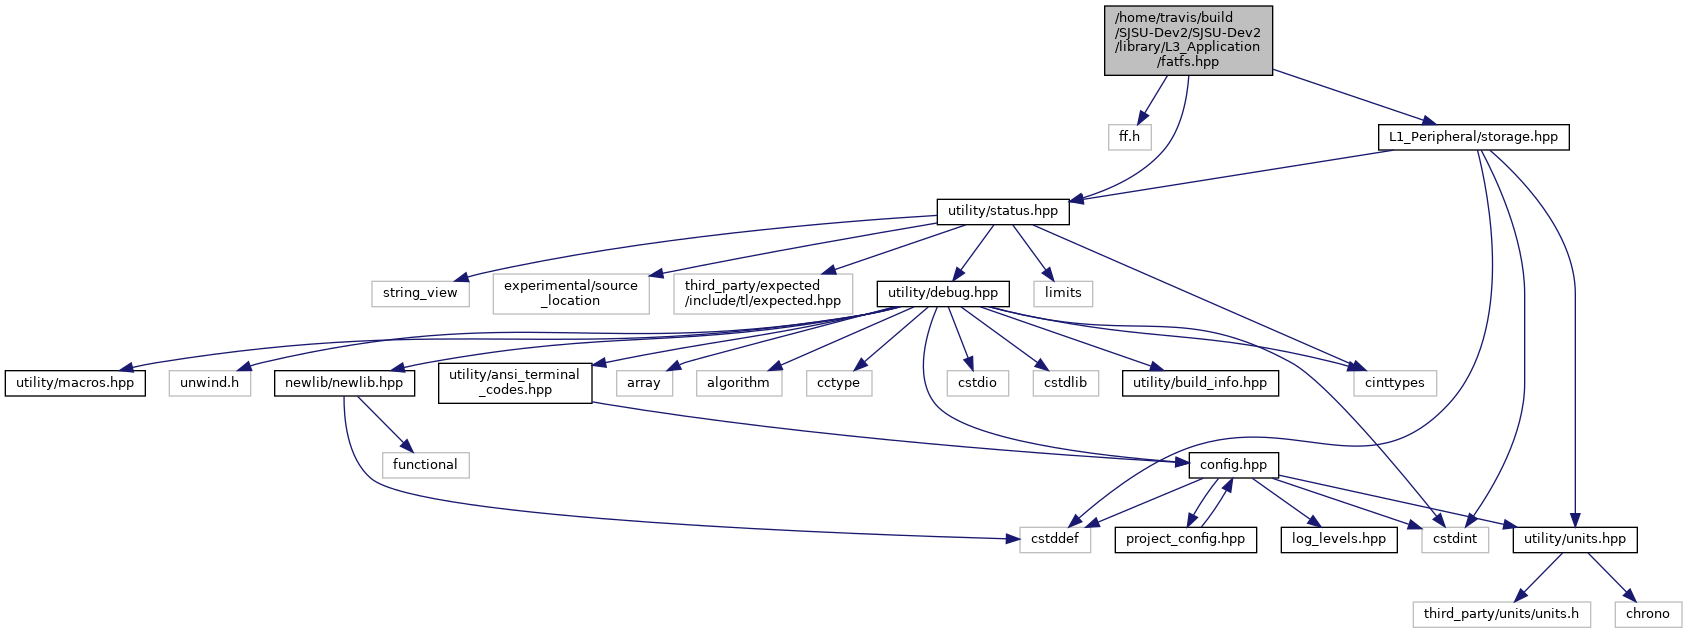 /home/travis/build
/SJSU-Dev2/SJSU-Dev2
/library/L3_Application
/fatfs.hpp
ff.h
L1_Peripheral/storage.hpp
utility/status.hpp
string_view
experimental/source
_location
third_party/expected
/include/tl/expected.hpp
utility/debug.hpp
limits
utility/macros.hpp
unwind.h
newlib/newlib.hpp
utility/ansi_terminal
_codes.hpp
array
algorithm
cctype
cstdio
cstdlib
utility/build_info.hpp
cinttypes
functional
config.hpp
cstddef
project_config.hpp
log_levels.hpp
cstdint
utility/units.hpp
third_party/units/units.h
chrono